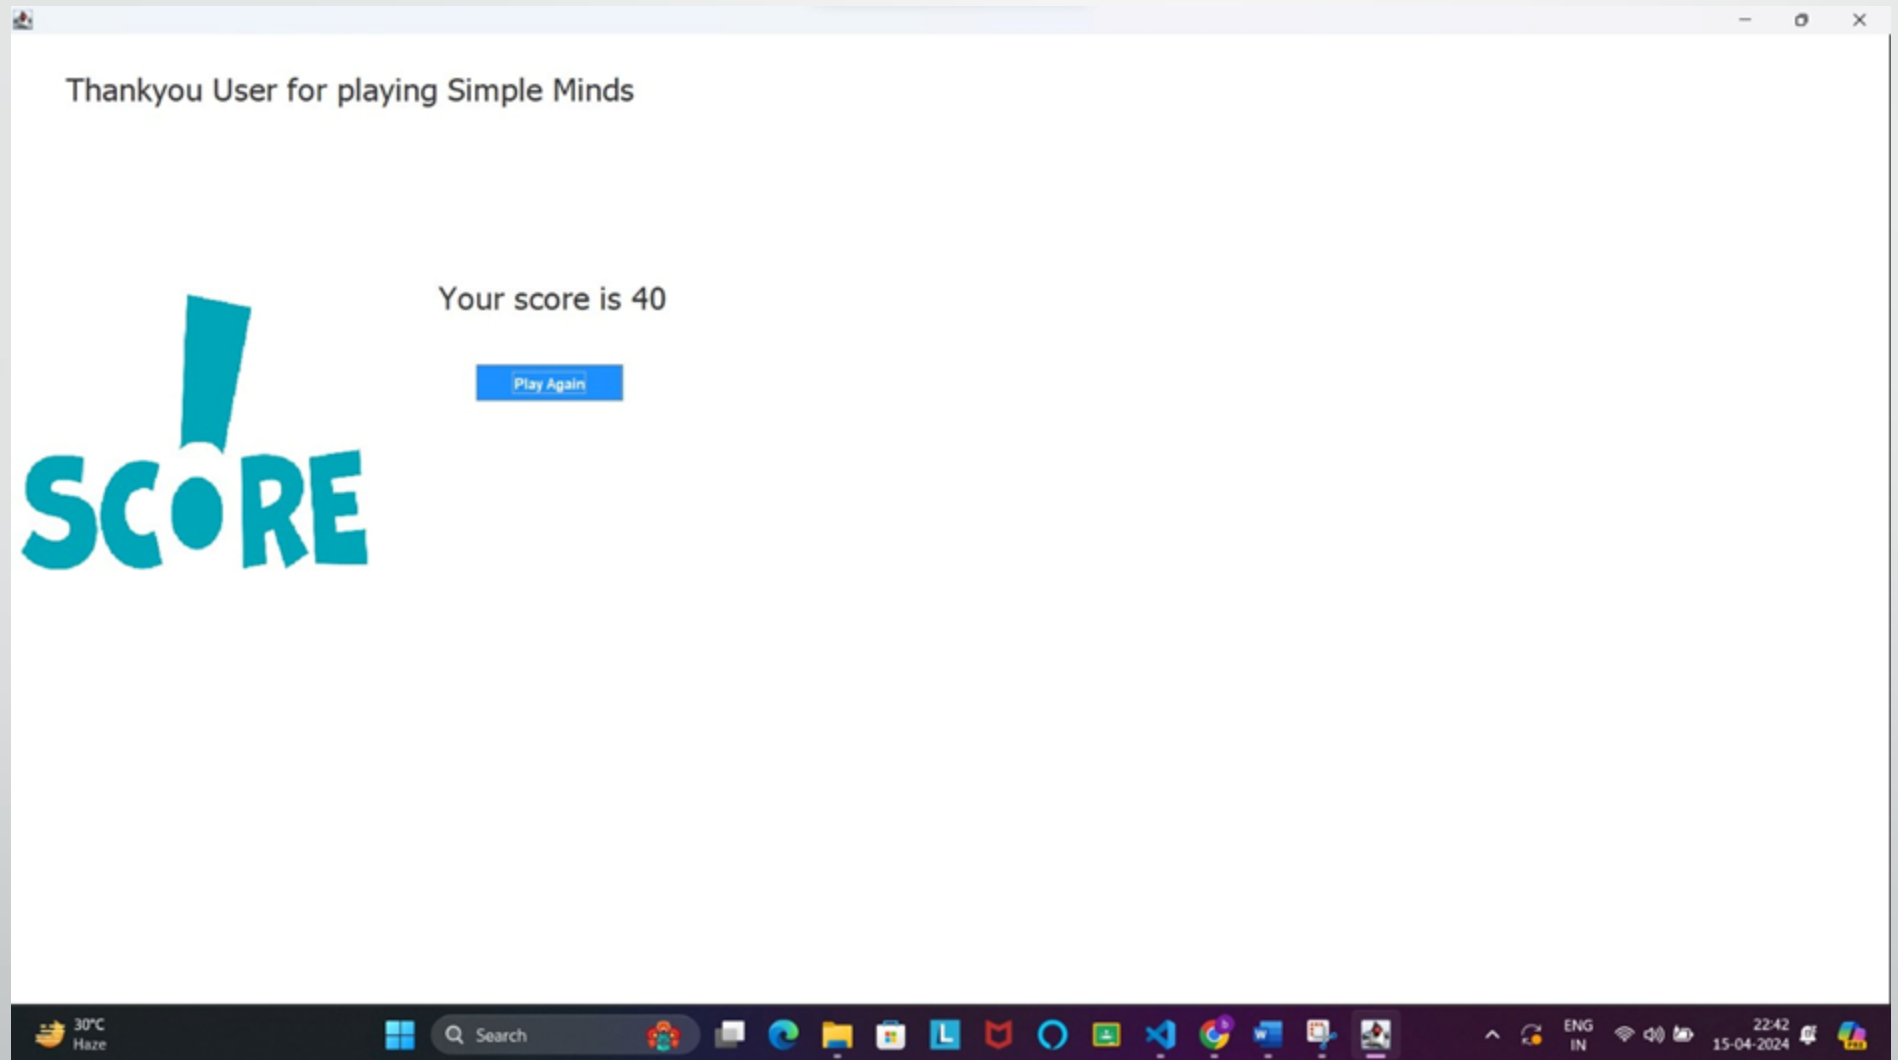 Thankyou User for playing Simple Minds
Your score is 40
Play Again
SCORE
30°C
Haze
Search
L
W
ENG
IN
22:42
15-04-2024
PRE